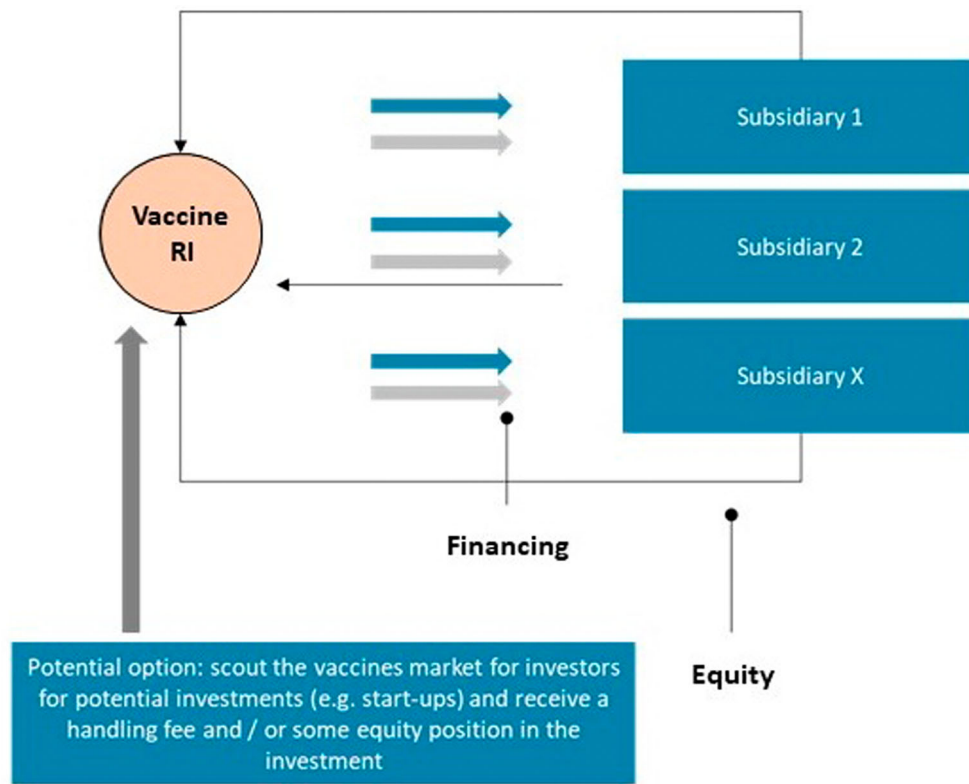 Subsidiary 1
Vaccine
RI
Subsidiary 2
Subsidiary X
Financing
Equity
Potential option: scout the vaccines market for investors
for potential investments (e.g. start-ups) and receive a
handling fee and / or some equity position in the
investment